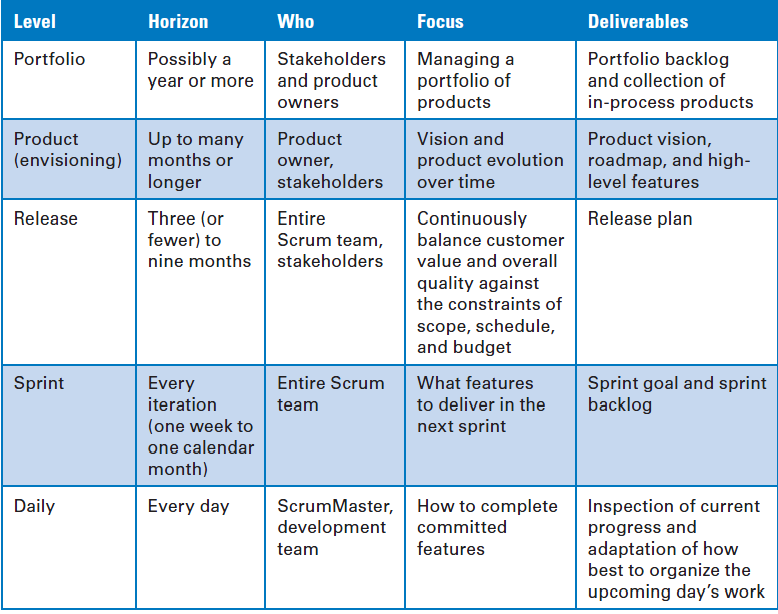 Level
Horizon
Who
Focus
Deliverables
Portfolio
Possibly a
year or more
Stakeholders
and product
owners
Managing a
portfolio of
products
Portfolio backlog
and collection of
in-process products
Product
(envisioning)
Up to many
months or
longer
Product
owner,
stakeholders
Vision and
product evolution
over time
Product vision,
roadmap, and high-
level features
Release
Three (or
fewer) to
nine months
Entire
Scrum team,
stakeholders
Continuously
balance customer
value and overall
quality against
the constraints of
scope, schedule,
and budget
Release plan
Sprint
Every
iteration
(one week to
one calendar
month)
Entire Scrum
team
What features
to deliver in the
next sprint
Sprint goal and sprint
backlog
Daily
Every day
ScrumMaster,
development
team
How to complete
committed
features
Inspection of current
progress and
adaptation of how
best to organize the
upcoming day's work